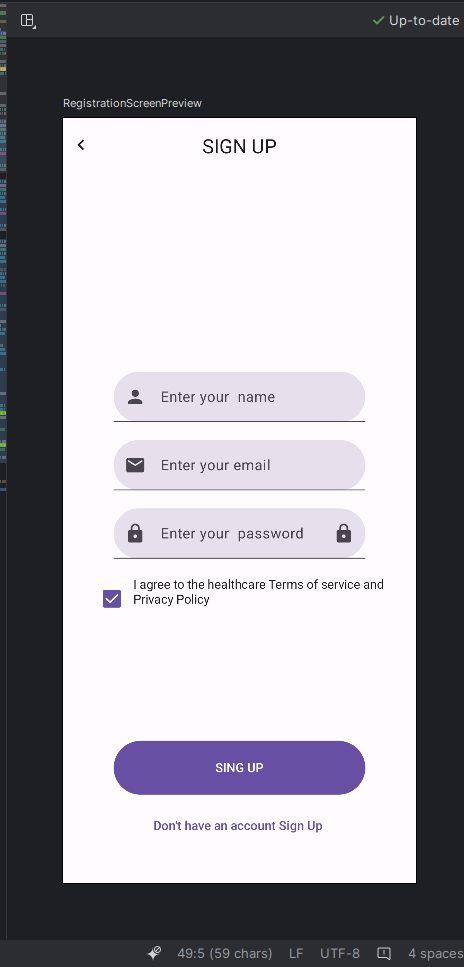 Up-to-date
RegistrationScreenPreview
SIGN UP
Enter your  name
Enter your email
Enter your  password
I agree to the healthcare Terms of service and
Privacy Policy
SING UP
Don't have an account Sign Up
49:5 (59 chars) LF UTF-8 4 spaces